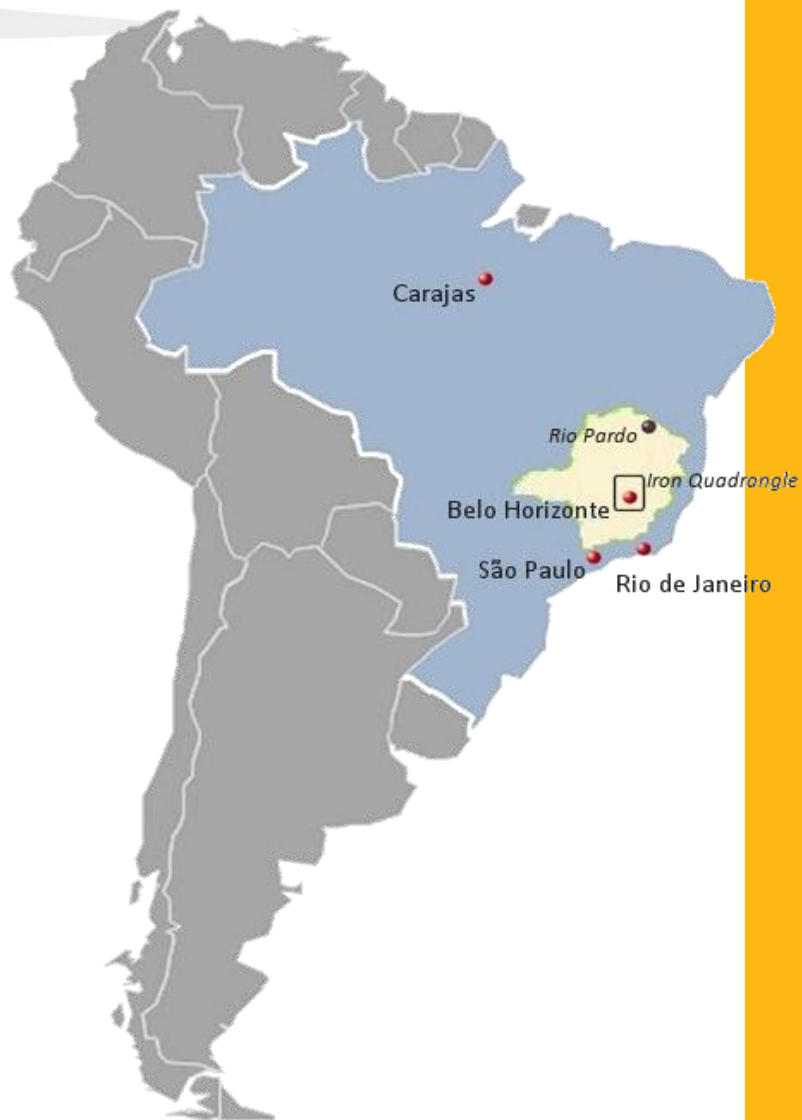 Carajas
Rio Pardo
Iron Quadrangle
Belo Horizonte
São Paulo
Rio de Janeiro